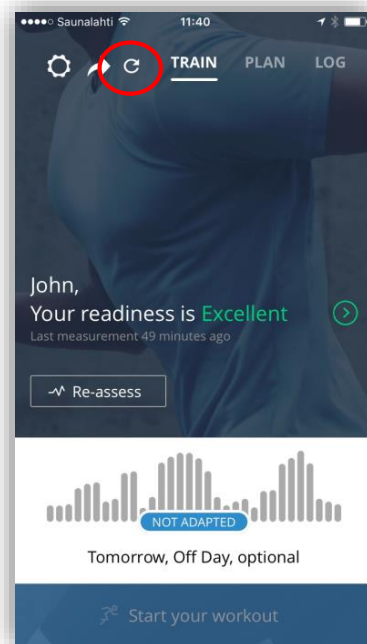 Saunalahti 11:40
TRAIN PLAN LOG
John,
Your readiness is Excellent
Last measurement 49 minutes ago
Re-assess
NOT ADAPTED
Tomorrow, Off Day, optional
Start your workout